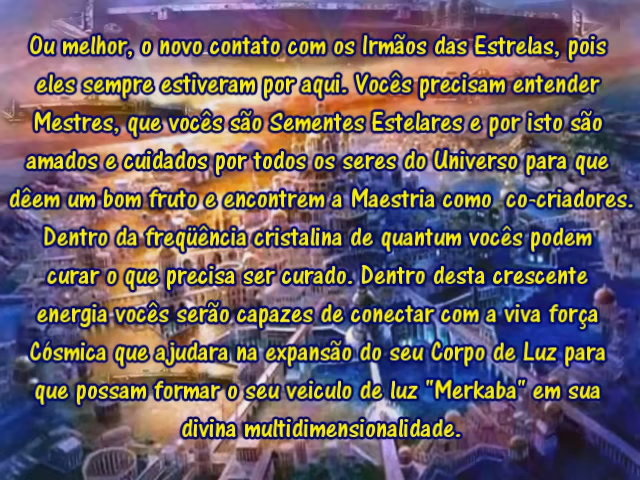 Ou melhor, o novo contato com os Irmãos das Estrelas, pois
eles sempre estiveram por aqui. Vocês precisam entender
Mestres, que vocês são Sementes Estelares e por isto são
amados e cuidados por todos os seres do Universo para que
dêem um bom fruto e encontrem a Maestria como  co-criadores.
Dentro da freqüência cristalina de quantum vocês podem
curar o que precisa ser curado. Dentro desta crescente
energia vocês serão capazes de conectar com a viva força
Cósmica que ajudara na expansão do seu Corpo de Luz para
que possam formar o seu veiculo de luz "Merkaba" em sua
divina multidimensionalidade.